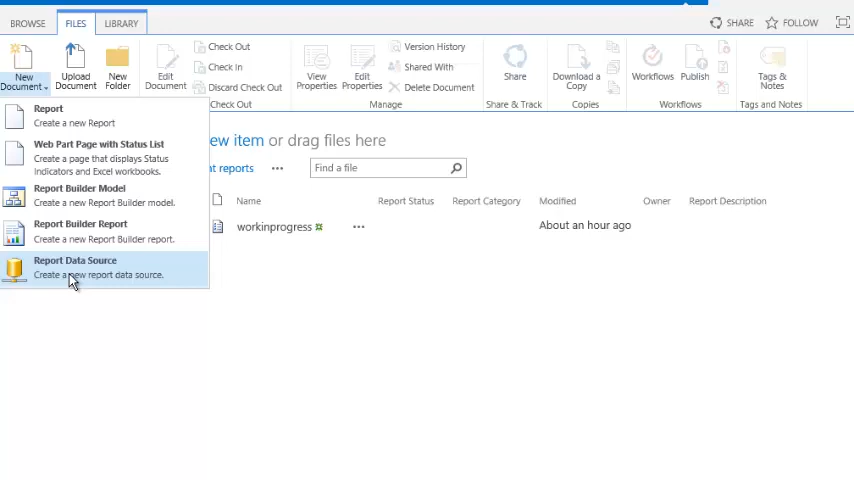 BROWSE FILES LIBRARY SHARE FOLLOW
New Document
Upload Document
New Folder
Edit Document
Check Out
Check In
Discard Check Out
Check Out
View Properties
Edit Properties
Version History
Shared With
Delete Document
Manage
Share
Share & Track
Download a Copy
Copies
Workflows
Publish
Workflows
Tags & Notes
Tags and Notes
Report
Create a new Report
Web Part Page with Status List
Create a page that displays Status
Indicators and Excel workbooks.
Report Builder Model
Create a new Report Builder model.
Report Builder Report
Create a new Report Builder report.
Report Data Source
Create a new report data source.
ew item or drag files here
nt reports ••• Find a file
Name Report Status Report Category Modified Owner Report Description
workinprogress ••• About an hour ago